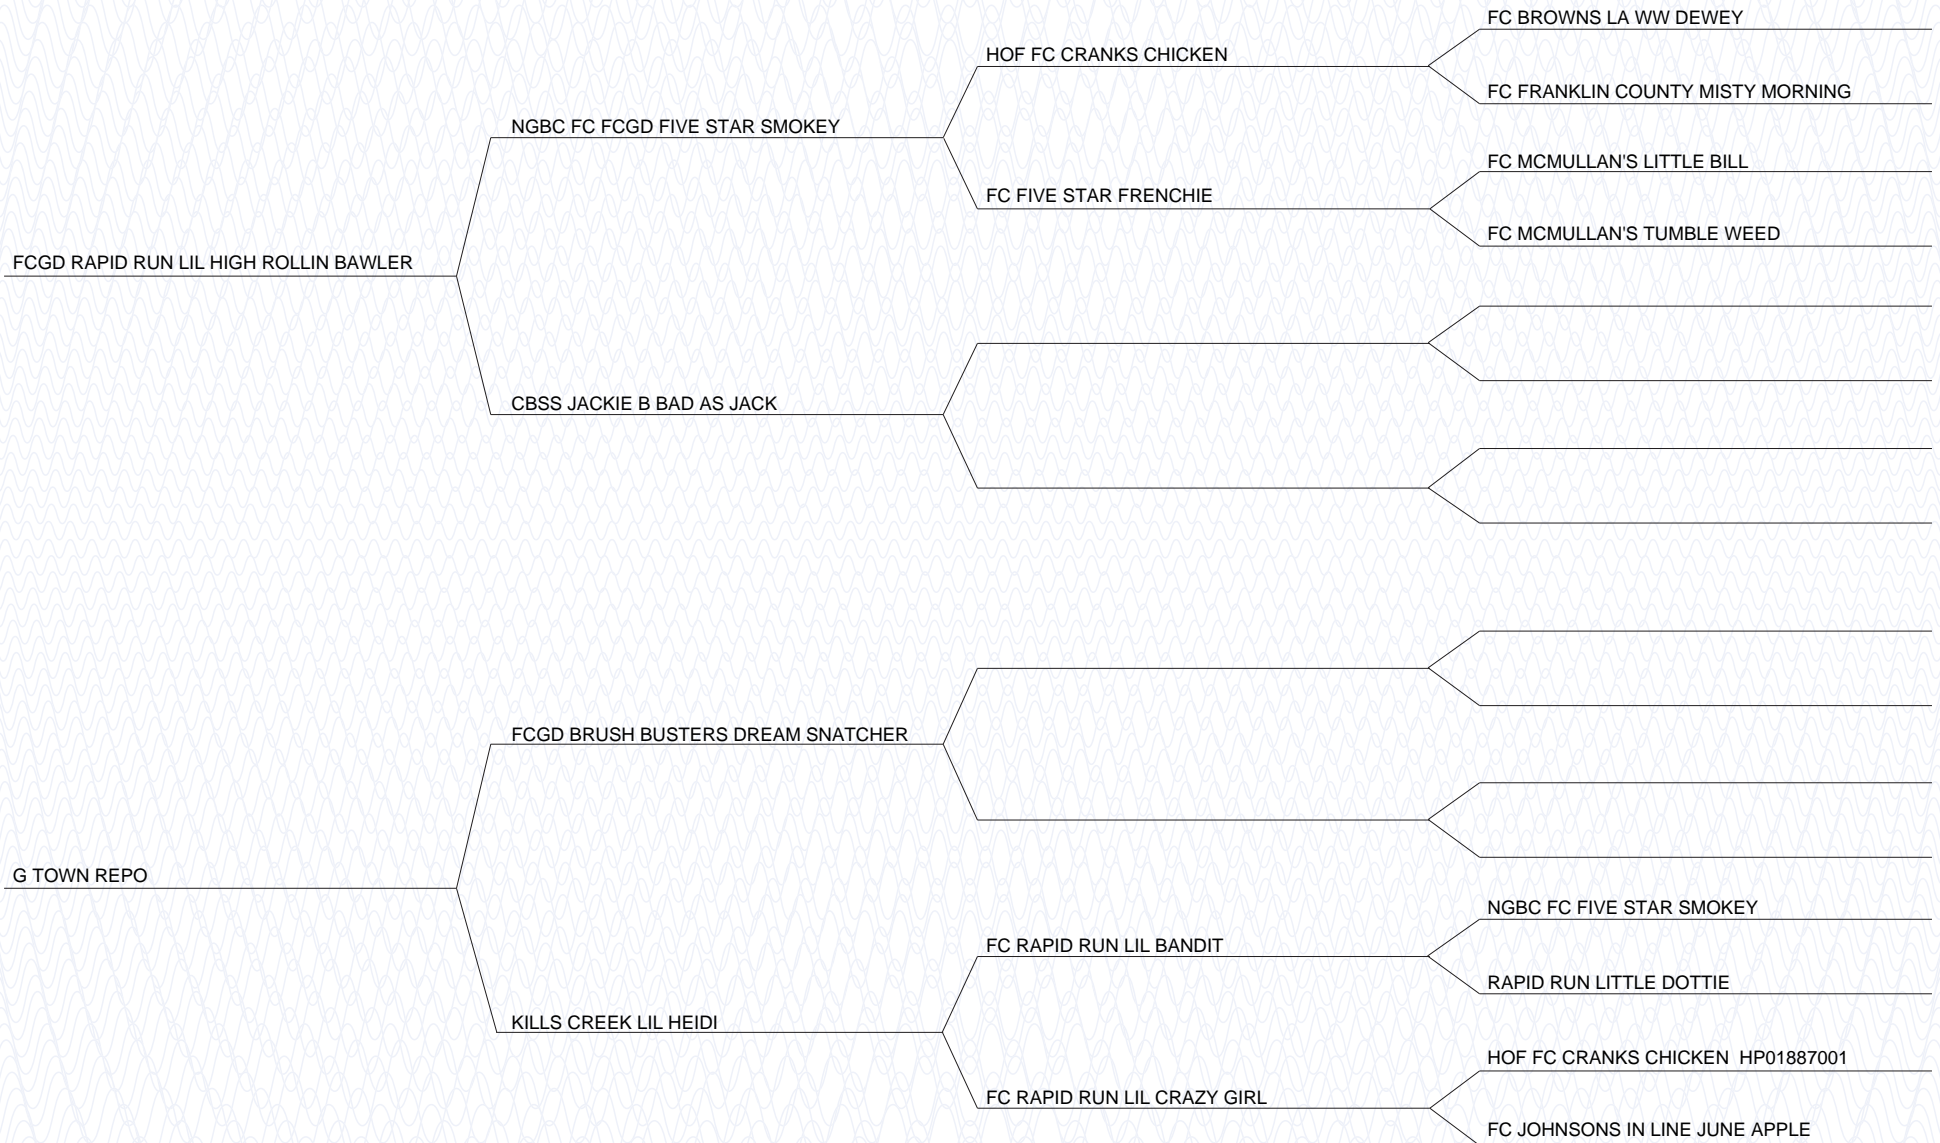 FC BROWNS LA WW DEWEY
HOF FC CRANKS CHICKEN
FC FRANKLIN COUNTY MISTY MORNING
NGBC FC FCGD FIVE STAR SMOKEY
FC MCMULLAN'S LITTLE BILL
FC FIVE STAR FRENCHIE
FC MCMULLAN'S TUMBLE WEED
FCGD RAPID RUN LIL HIGH ROLLIN BAWLER
CBSS JACKIE B BAD AS JACK
FCGD BRUSH BUSTERS DREAM SNATCHER
G TOWN REPO
NGBC FC FIVE STAR SMOKEY
FC RAPID RUN LIL BANDIT
RAPID RUN LITTLE DOTTIE
KILLS CREEK LIL HEIDI
HOF FC CRANKS CHICKEN HP01887001
FC RAPID RUN LIL CRAZY GIRL
FC JOHNSONS IN LINE JUNE APPLE